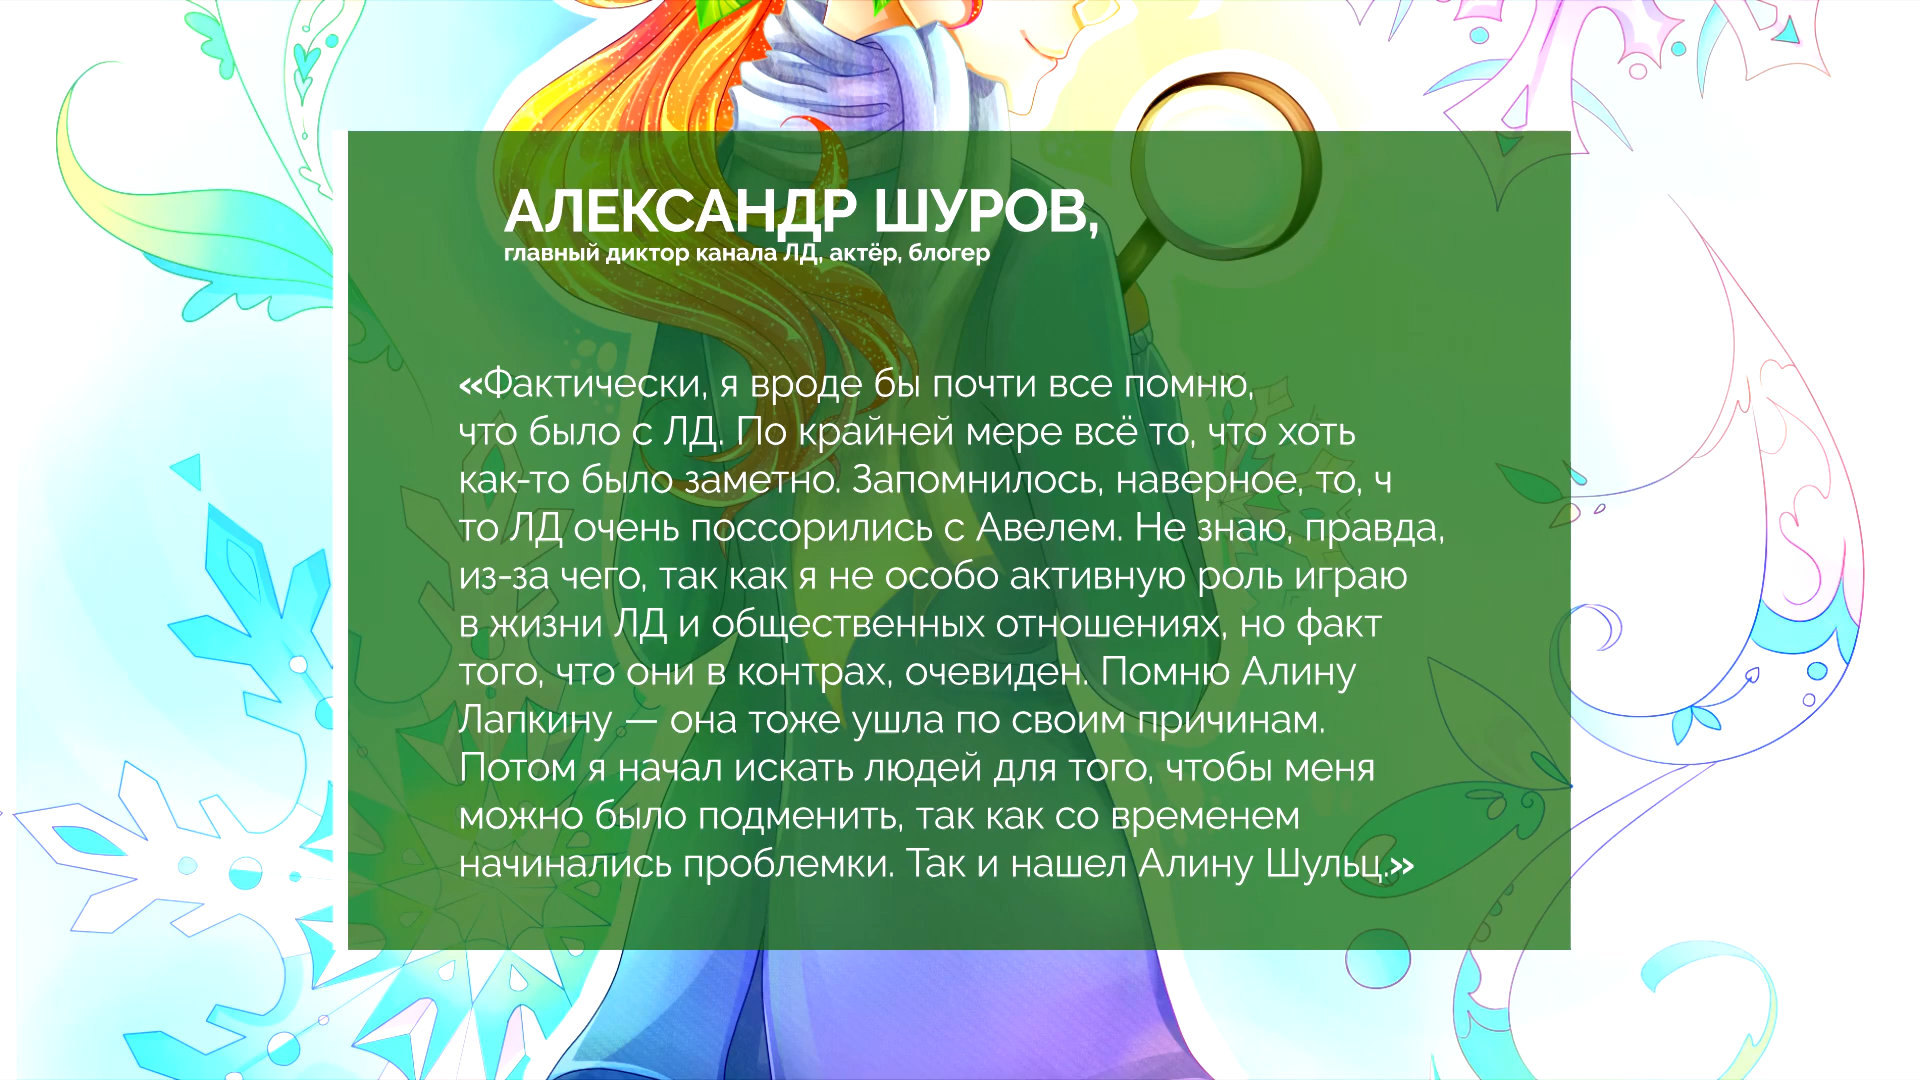 АЛЕКСАНДР ШУРОВ,
главный диктор канала ЛД, актёр, блогер
«Фактически, я вроде бы почти все помню,
что было с ЛД. По крайней мере всё то, что хоть
как-то было заметно. Запомнилось, наверное, то, ч
то ЛД очень поссорились с Авелем. Не знаю, правда,
из-за чего, так как я не особо активную роль играю
в жизни ЛД и общественных отношениях, но факт
того, что они в контрах, очевиден. Помню Алину
Лапкину — она тоже ушла по своим причинам.
Потом я начал искать людей для того, чтобы меня
можно было подменить, так как со временем
начинались проблемки. Так и нашел Алину Шульц.»